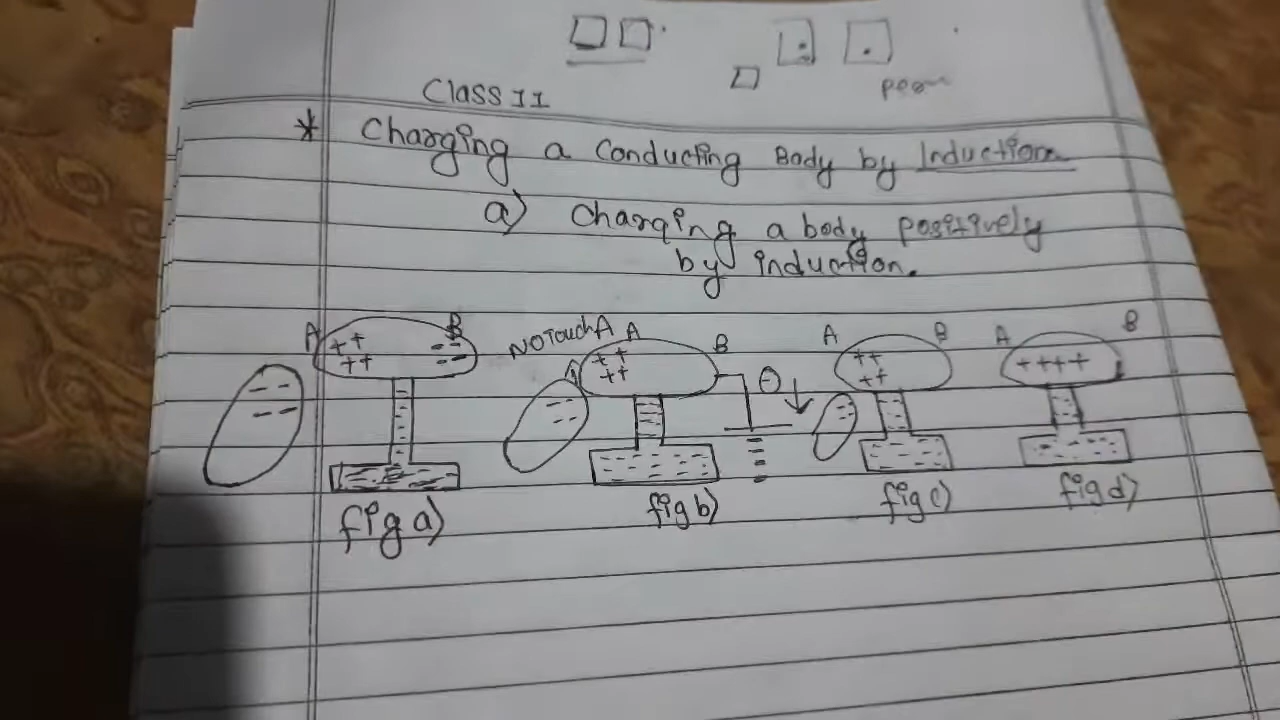 Class II
* Charging a Conducting Body by Induction
a) Charging a body positively
by induction.
A B
++
++
-- --
-- --
NO Touch A A B
++
++
A B
++
++
A B
++++
fig a) fig b) fig c) fig d)